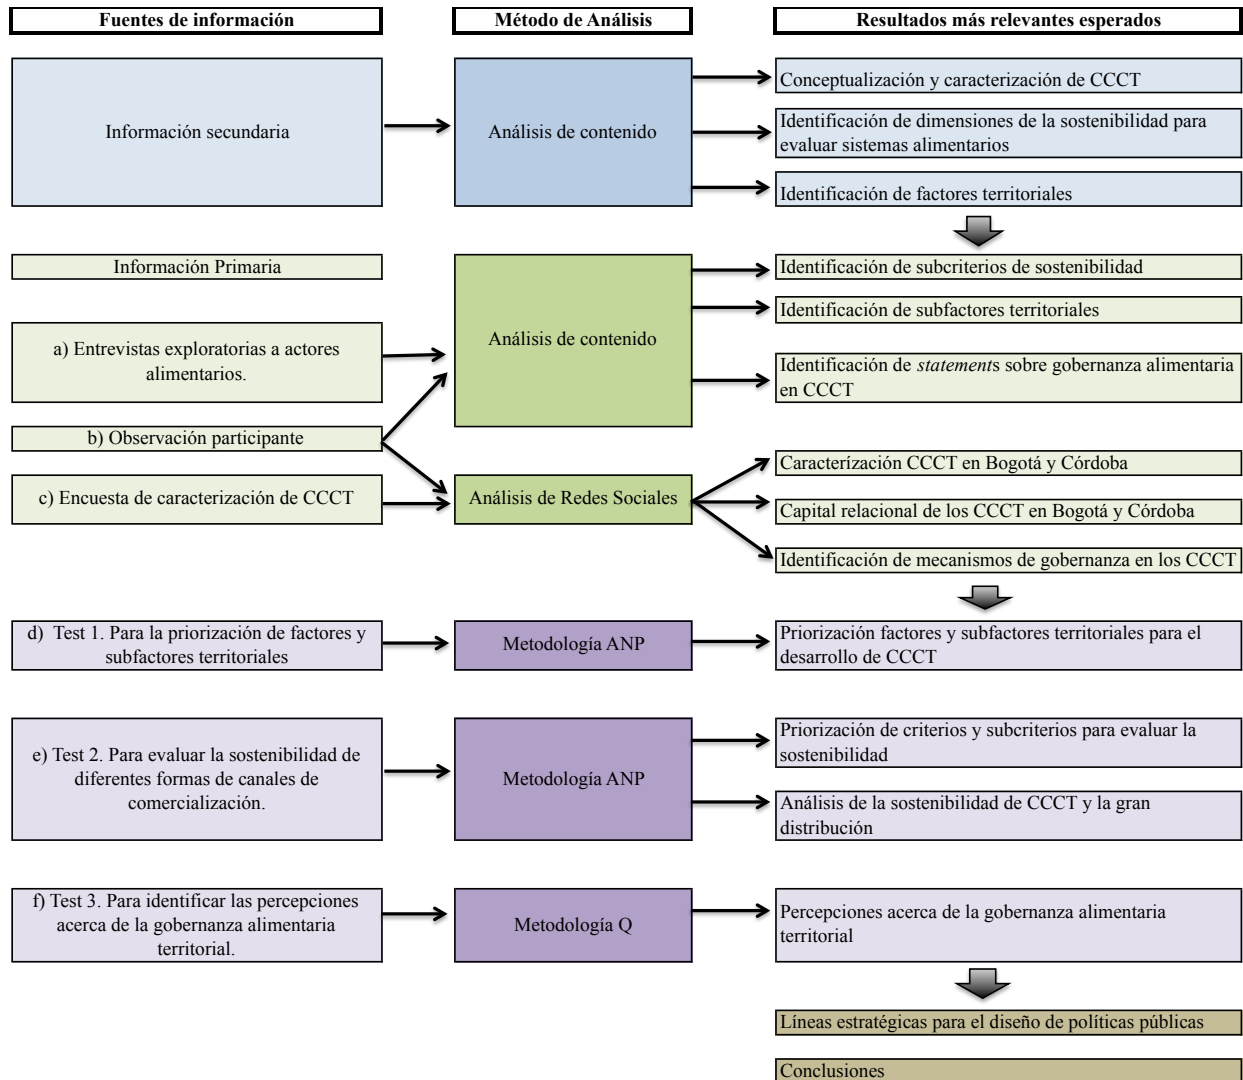 Fuentes de información
Método de Análisis
Resultados más relevantes esperados
Información secundaria
Análisis de contenido
Conceptualización y caracterización de CCCT
Identificación de dimensiones de la sostenibilidad para
evaluar sistemas alimentarios
Identificación de factores territoriales
Información Primaria
a) Entrevistas exploratorias a actores
alimentarios.
b) Observación participante
c) Encuesta de caracterización de CCCT
Análisis de contenido
Análisis de Redes Sociales
Identificación de subcriterios de sostenibilidad
Identificación de subfactores territoriales
Identificación de statements sobre gobernanza alimentaria
en CCCT
Caracterízación CCCT en Bogotá y Córdoba
Capital relacional de los CCCT en Bogotá y Córdoba
Identificación de mecanismos de gobernanza en los CCCT
d) Test 1. Para la priorización de factores y
subfactores territoriales
Metodología ANP
Priorización factores y subfactores territoriales para el
desarrollo de CCCT
e) Test 2. Para evaluar la sostenibilidad de
diferentes formas de canales de
comercialización.
Metodología ANP
Priorización de criterios y subcriterios para evaluar la
sostenibilidad
Análisis de la sostenibilidad de CCCT y la gran
distribución
f) Test 3. Para identificar las percepciones
acerca de la gobernanza alimentaria
territorial.
Metodología Q
Percepciones acerca de la gobernanza alimentaria
territorial
Líneas estratégicas para el diseño de políticas públicas
Conclusiones